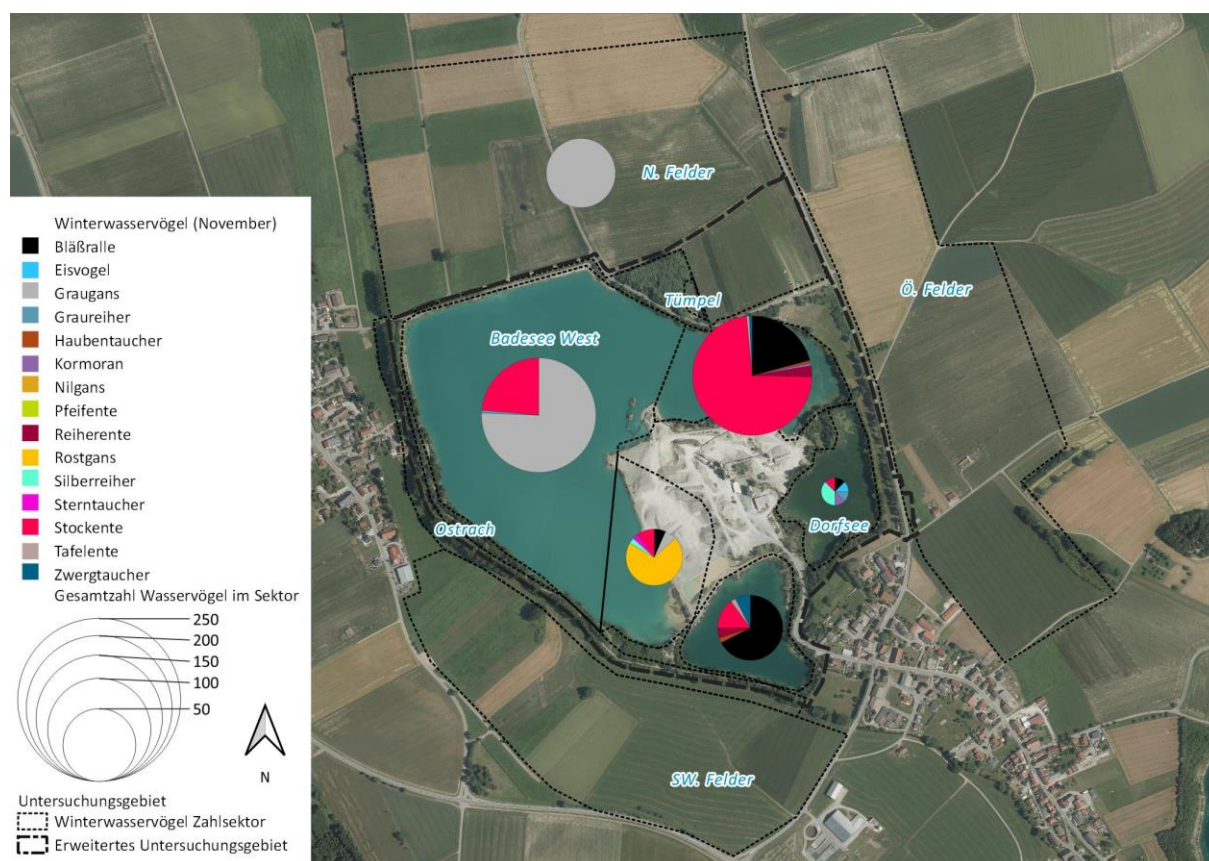 N. Felder
Ö. Felder
Tümpel
Badesee West
Dorfsee
Ostrach
SW. Felder
Winterwasservögel (November)
Bläßralle
Eisvogel
Graugans
Graureiher
Haubentaucher
Kormoran
Nilgans
Pfeifente
Reiherente
Rostgans
Silberreiher
Sterntaucher
Stockente
Tafelente
Zwergtaucher
Gesamtzahl Wasservögel im Sektor
250
200
150
100
50
N
Untersuchungsgebiet
Winterwasservögel Zahlsektor
Erweitertes Untersuchungsgebiet